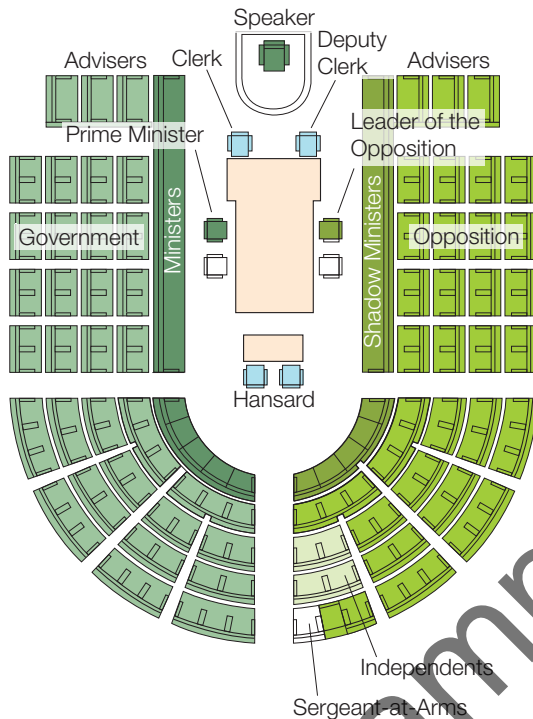 Speaker
Deputy
Clerk
Clerk
Advisers
Advisers
Prime Minister
Leader of the
Opposition
Ministers
Shadow Ministers
Government
Opposition
Hansard
Independents
Sergeant-at-Arms